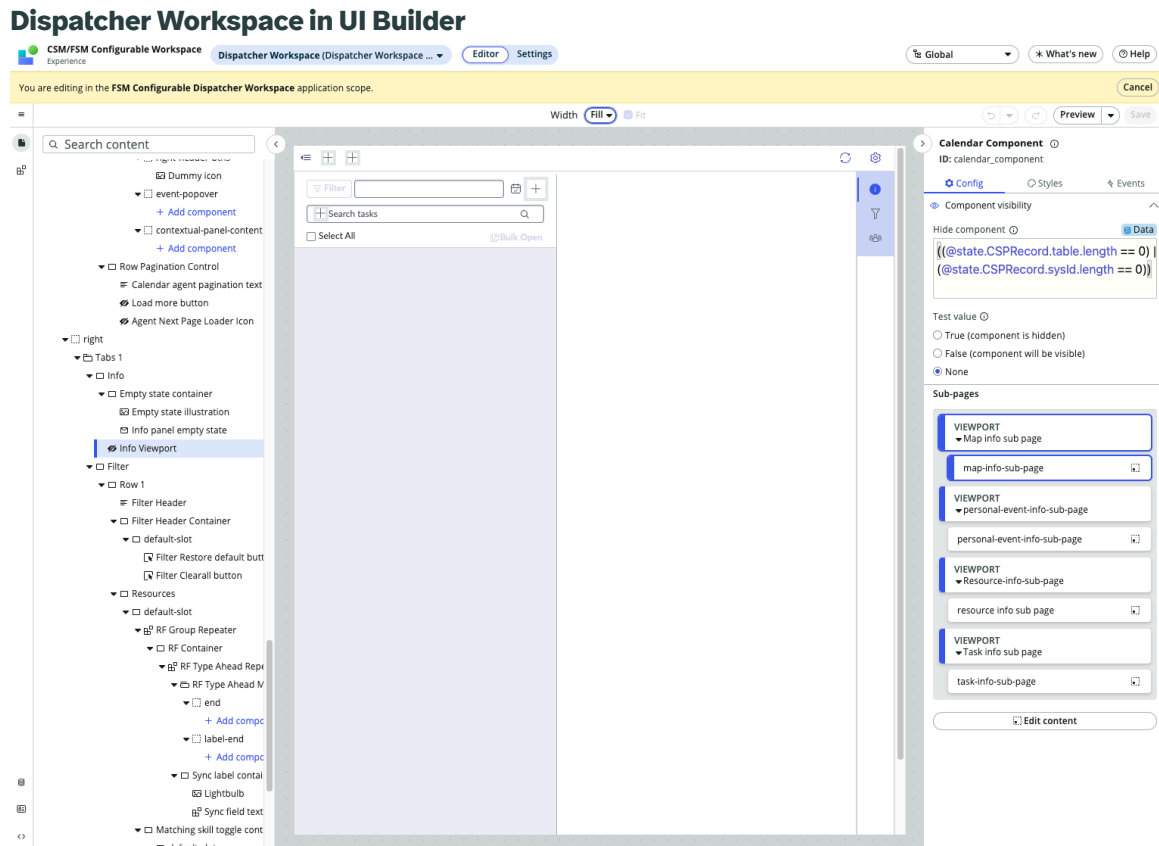 Dispatcher Workspace in UI Builder
CSM/FSM Configurable Workspace
Experience
Dispatcher Workspace (Dispatcher Workspace ...
Editor
Settings
Global
What's new
Help
You are editing in the FSM Configurable Dispatcher Workspace application scope.
Cancel
Width
Fill
Fit
Preview
Save
Search content
Dummy icon
event-popover
+ Add component
contextual-panel-content
+ Add component
Row Pagination Control
Calendar agent pagination text
Load more button
Agent Next Page Loader Icon
right
Tabs 1
Info
Empty state container
Empty state illustration
Info panel empty state
Info Viewport
Filter
Row 1
Filter Header
Filter Header Container
default-slot
Filter Restore default butt
Filter Clearall button
Resources
default-slot
RF Group Repeater
RF Container
RF Type Ahead Repe
RF Type Ahead M
end
+ Add compo
label-end
+ Add compo
Sync label contai
Lightbulb
Sync field text
Matching skill toggle cont
Filter
Search tasks
Select All
Bulk Open
Calendar Component
ID: calendar_component
Config
Styles
Events
Component visibility
Hide component
Data
((@state.CSPRecord.table.length == 0) |
(@state.CSPRecord.sysId.length == 0))
Test value
True (component is hidden)
False (component will be visible)
None
Sub-pages
VIEWPORT
Map info sub page
map-info-sub-page
VIEWPORT
personal-event-info-sub-page
personal-event-info-sub-page
VIEWPORT
Resource-info-sub-page
resource info sub page
VIEWPORT
Task info sub page
task-info-sub-page
Edit content